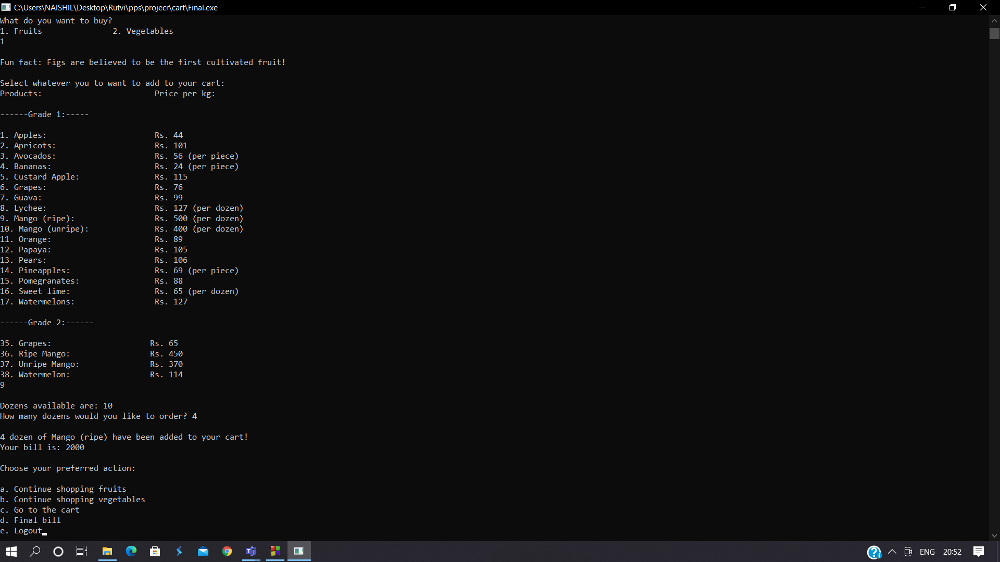 C:\Users\NAISHIL\Desktop\Rutvi\pps\projecr\cart\Final.exe
What do you want to buy?
1. Fruits               2. Vegetables
1
Fun fact: Figs are believed to be the first cultivated fruit!
Select whatever you to want to add to your cart:
Products:                        Price per kg:
------Grade 1:-----
1. Apples:                       Rs. 44
2. Apricots:                     Rs. 101
3. Avocados:                     Rs. 56 (per piece)
4. Bananas:                      Rs. 24 (per piece)
5. Custard Apple:                Rs. 115
6. Grapes:                       Rs. 76
7. Guava:                        Rs. 99
8. Lychee:                       Rs. 127 (per dozen)
9. Mango (ripe):                 Rs. 500 (per dozen)
10. Mango (unripe):              Rs. 400 (per dozen)
11. Orange:                      Rs. 89
12. Papaya:                      Rs. 105
13. Pears:                       Rs. 106
14. Pineapples:                  Rs. 69 (per piece)
15. Pomegranates:                Rs. 88
16. Sweet lime:                  Rs. 65 (per dozen)
17. Watermelons:                 Rs. 127
------Grade 2:------
35. Grapes:                     Rs. 65
36. Ripe Mango:                 Rs. 450
37. Unripe Mango:               Rs. 370
38. Watermelon:                 Rs. 114
9
Dozens available are: 10
How many dozens would you like to order? 4
4 dozen of Mango (ripe) have been added to your cart!
Your bill is: 2000
Choose your preferred action:
a. Continue shopping fruits
b. Continue shopping vegetables
c. Go to the cart
d. Final bill
e. Logout
ENG 20:52